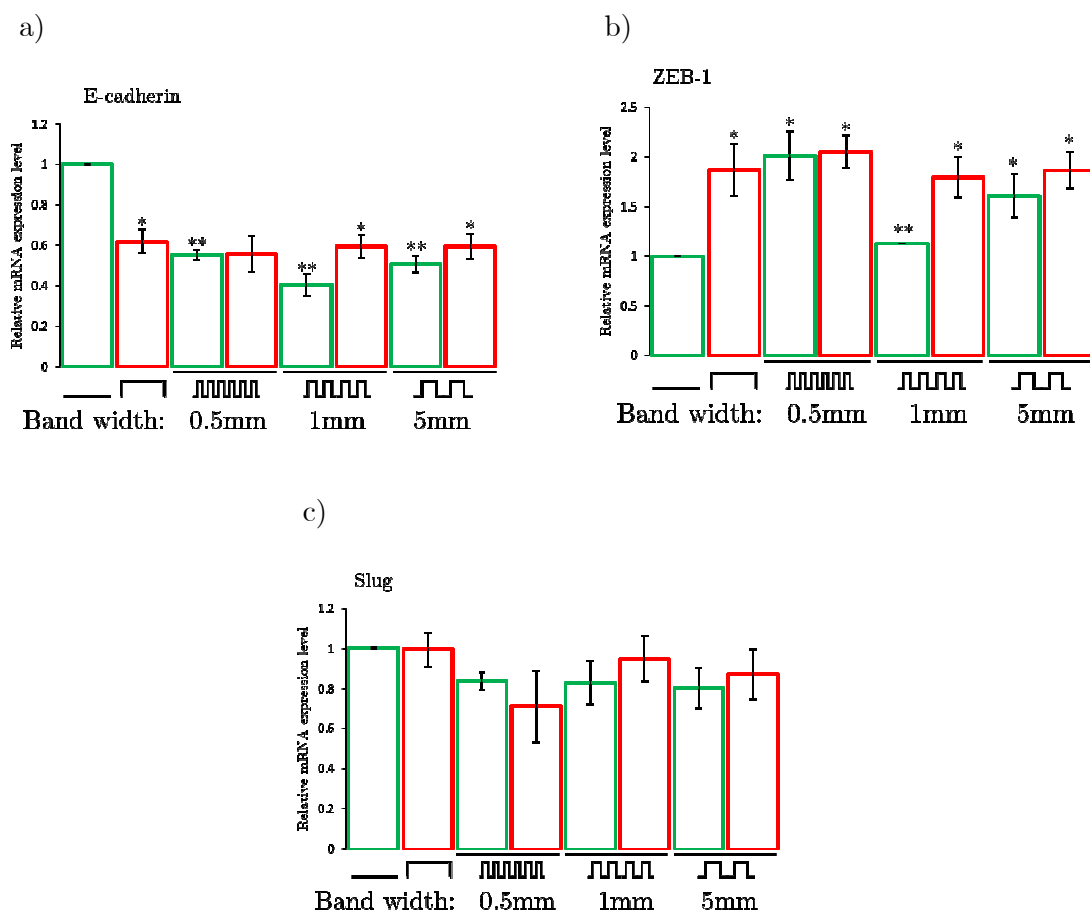 a)
E-cadherin
Relative mRNA expression level
1.2
1
0.8
0.6
0.4
0.2
0
*
**
**
*
**
*
Band width: 0.5mm 1mm 5mm
b)
ZEB-1
Relative mRNA expression level
2.5
2
1.5
1
0.5
0
*
*
*
**
*
*
*
Band width: 0.5mm 1mm 5mm
c)
Slug
Relative mRNA expression level
1.2
1
0.8
0.6
0.4
0.2
0
Band width: 0.5mm 1mm 5mm